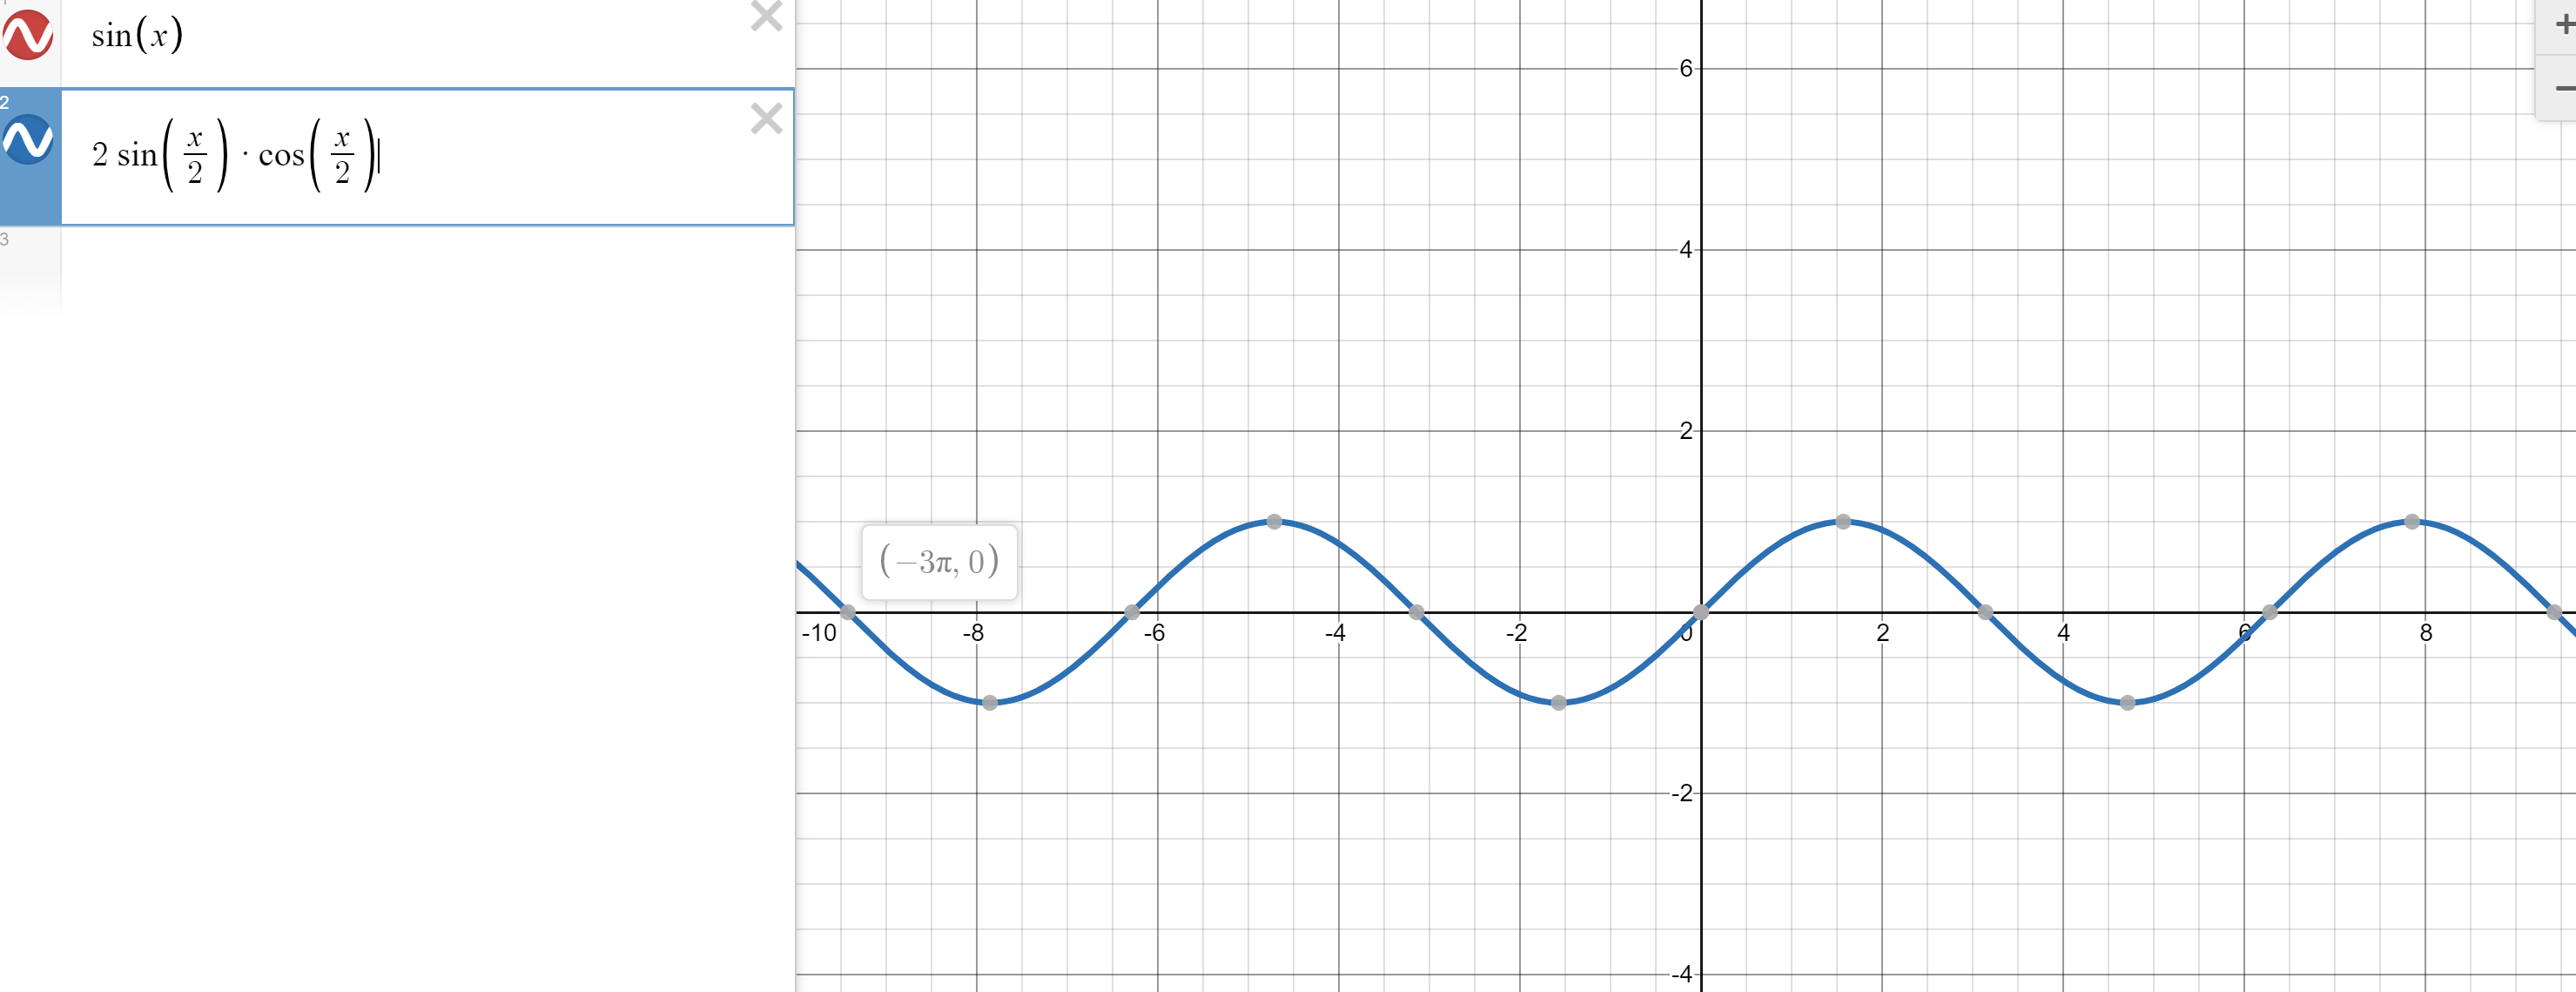 sin(x)
2
2 sin(x/2) · cos(x/2)
3
6
4
2
(−3π, 0)
-10 -8 -6 -4 -2 0 2 4 6 8
-2
-4
+
−